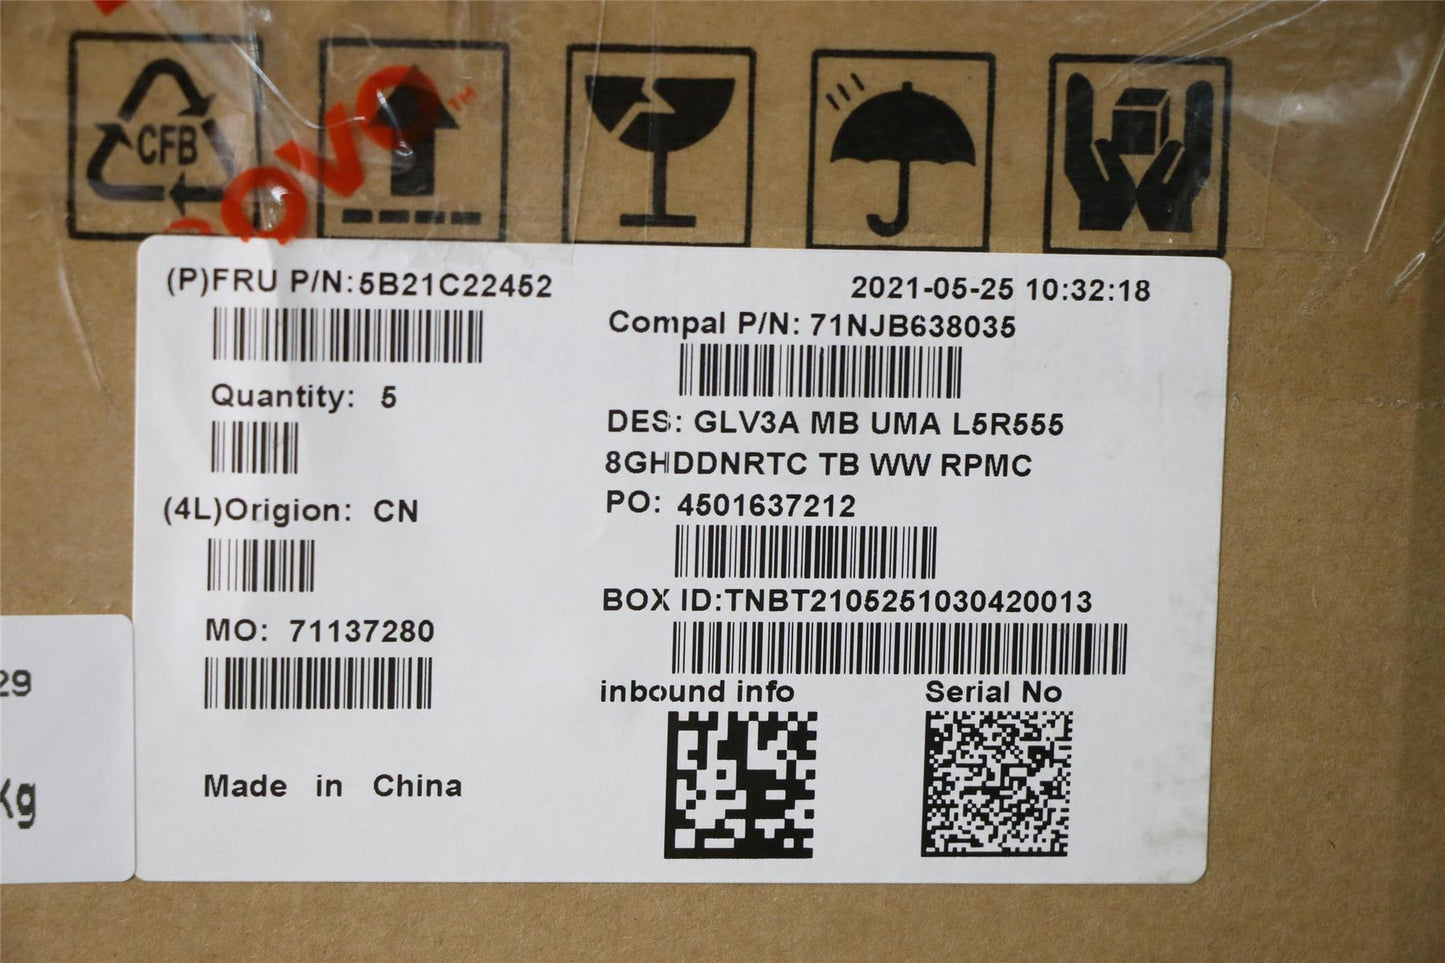 CFB
ovo™
(P)FRU P/N:5B21C22452
2021-05-25 10:32:18
Compal P/N: 71NJB638035
Quantity: 5
DES: GLV3A MB UMA L5R555
8GHDDNRTC TB WW RPMC
(4L)Origion: CN
PO: 4501637212
BOX ID:TNBT2105251030420013
MO: 71137280
inbound info
Serial No
Made in China
29
Kg